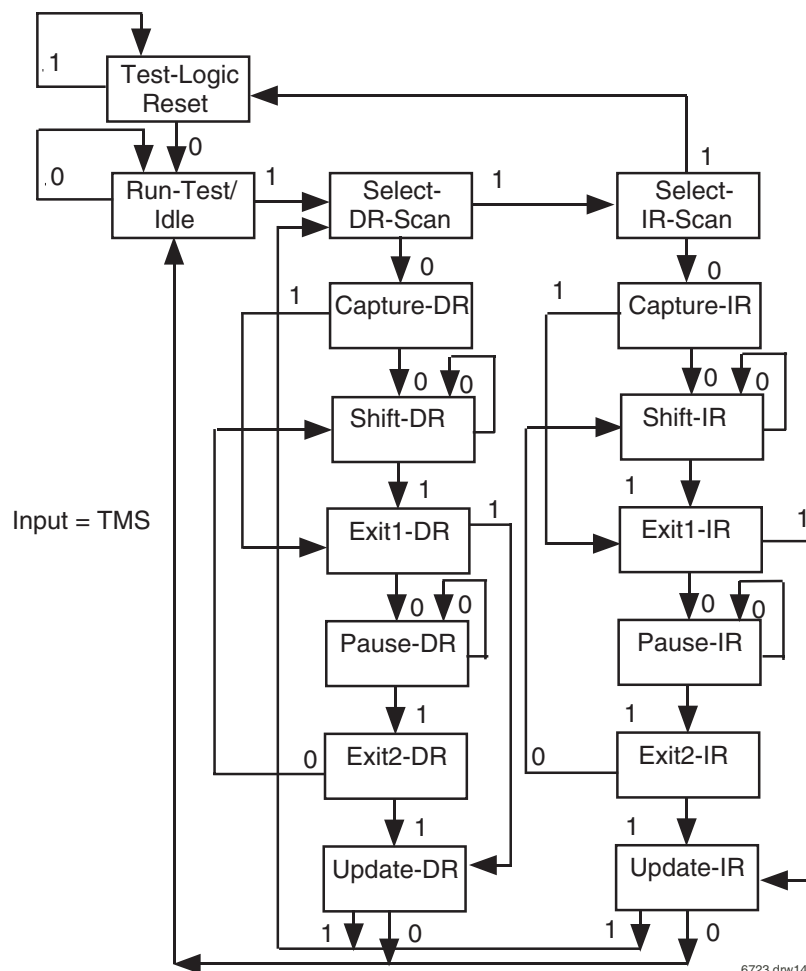 1
Test-Logic
Reset
0
1
0
Run-Test/
Idle
1
Select-
DR-Scan
1
Select-
IR-Scan
0
0
1
Capture-DR
1
Capture-IR
0
0
0
0
Shift-DR
Shift-IR
1
1
Input = TMS
Exit1-DR
1
Exit1-IR
1
0
0
0
0
Pause-DR
Pause-IR
1
1
0
Exit2-DR
0
Exit2-IR
1
1
Update-DR
Update-IR
1
0
1
0
6723 drw14